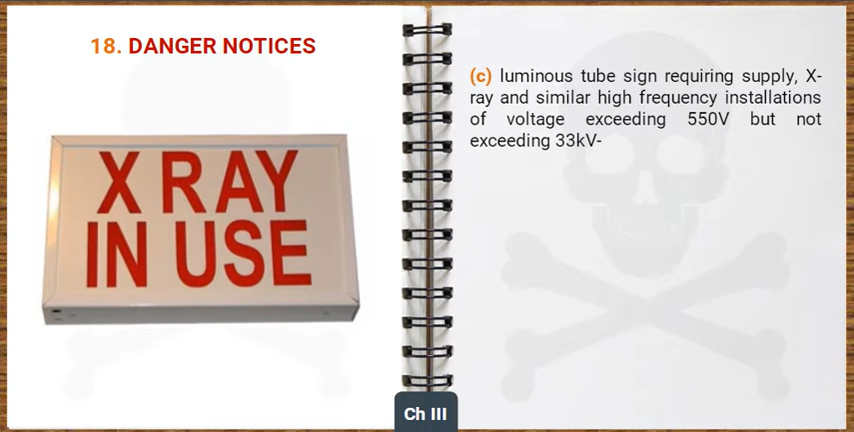 18. DANGER NOTICES
X RAY
IN USE
(c) luminous tube sign requiring supply, X-
ray and similar high frequency installations
of voltage exceeding 550V but not
exceeding 33kV-
Ch III